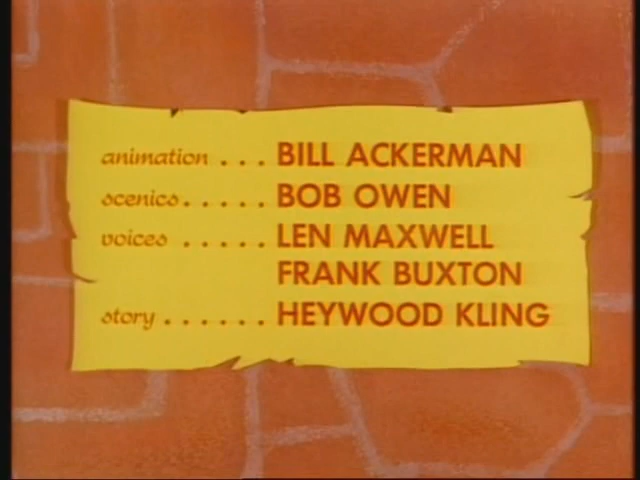 animation . . . BILL ACKERMAN
scenics . . . . . BOB OWEN
voices . . . . . LEN MAXWELL
FRANK BUXTON
story . . . . . . HEYWOOD KLING